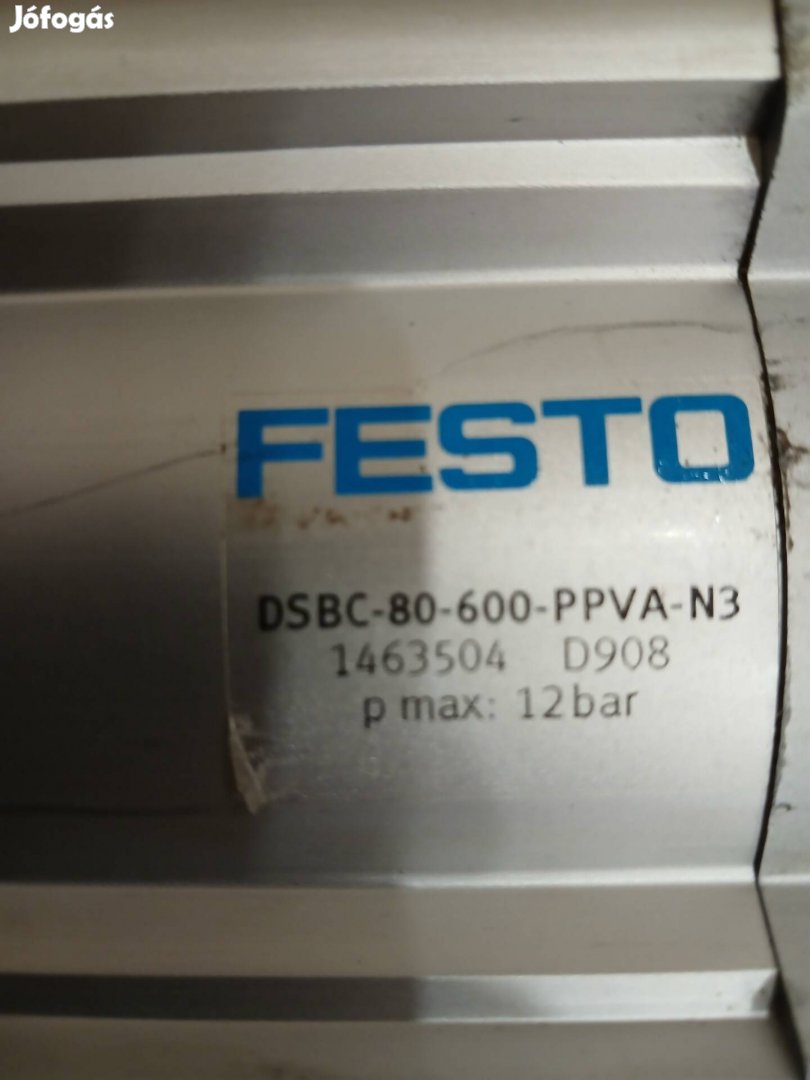 Jófogás
FESTO
DSBC-80-600-PPVA-N3
1463504 D908
p max: 12bar